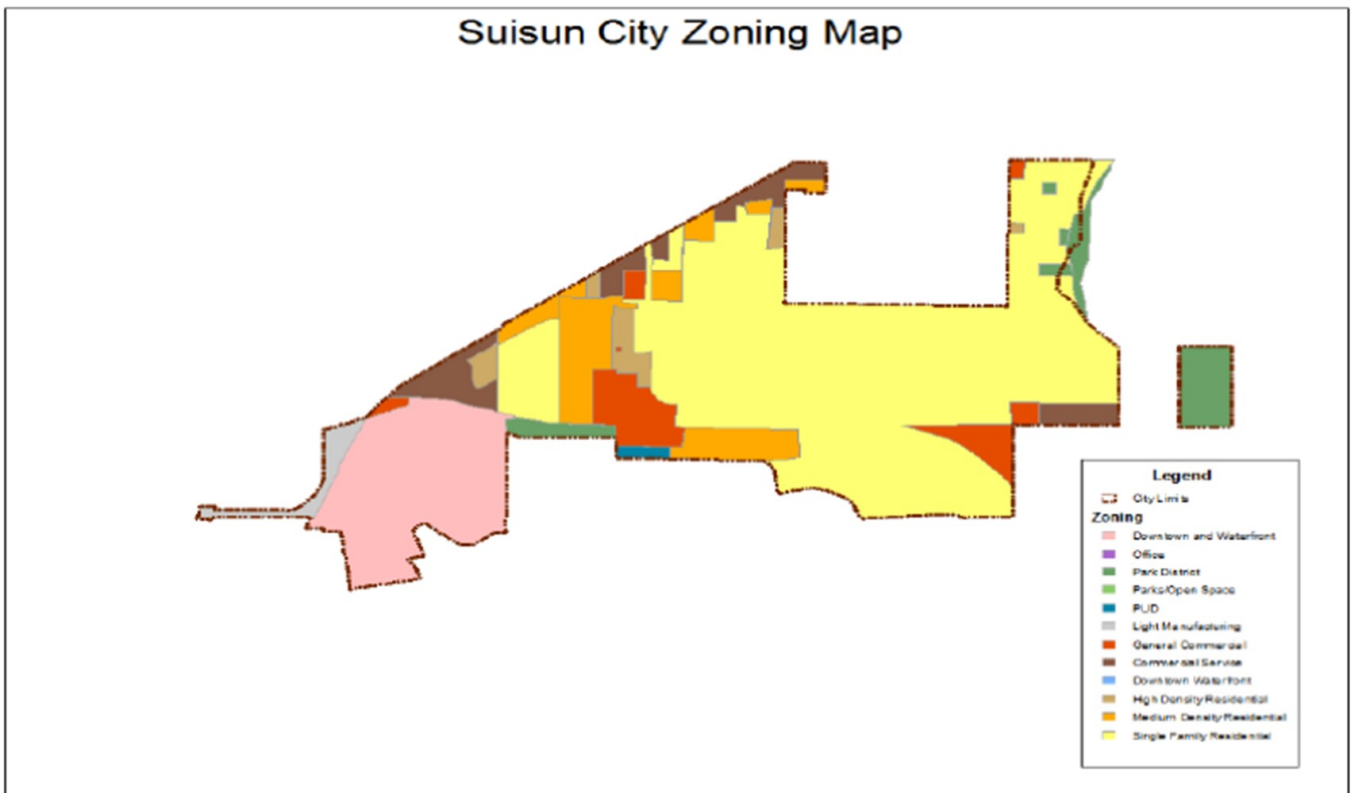 Suisun City Zoning Map
Legend
City Limits
Zoning
Downtown and Waterfront
Office
Park District
Parks/Open Space
PUD
Light Manufacturing
General Commercial
Commercial Service
Downtown Waterfront
High Density Residential
Medium Density Residential
Single Family Residential